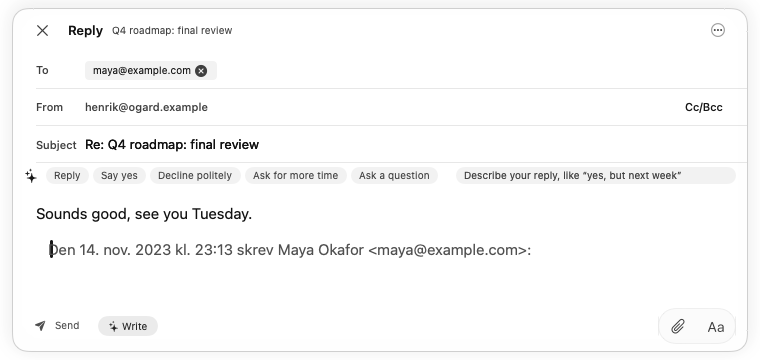 Reply Q4 roadmap: final review
To maya@example.com
From henrik@ogard.example Cc/Bcc
Subject Re: Q4 roadmap: final review
Reply Say yes Decline politely Ask for more time Ask a question Describe your reply, like “yes, but next week”
Sounds good, see you Tuesday.
Den 14. nov. 2023 kl. 23:13 skrev Maya Okafor <maya@example.com>:
Send Write Aa